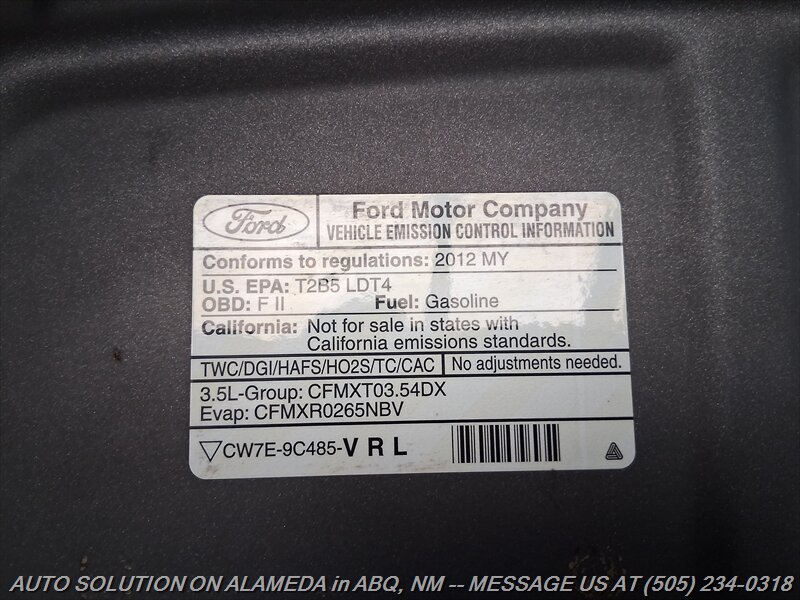 Ford
Ford Motor Company
VEHICLE EMISSION CONTROL INFORMATION
Conforms to regulations: 2012 MY
U.S. EPA: T2B5 LDT4
OBD: F II Fuel: Gasoline
California: Not for sale in states with
California emissions standards.
TWC/DGI/HAFS/HO2S/TC/CAC No adjustments needed.
3.5L-Group: CFMXT03.54DX
Evap: CFMXR0265NBV
CW7E-9C485-V R L
AUTO SOLUTION ON ALAMEDA in ABQ, NM -- MESSAGE US AT (505) 234-0318